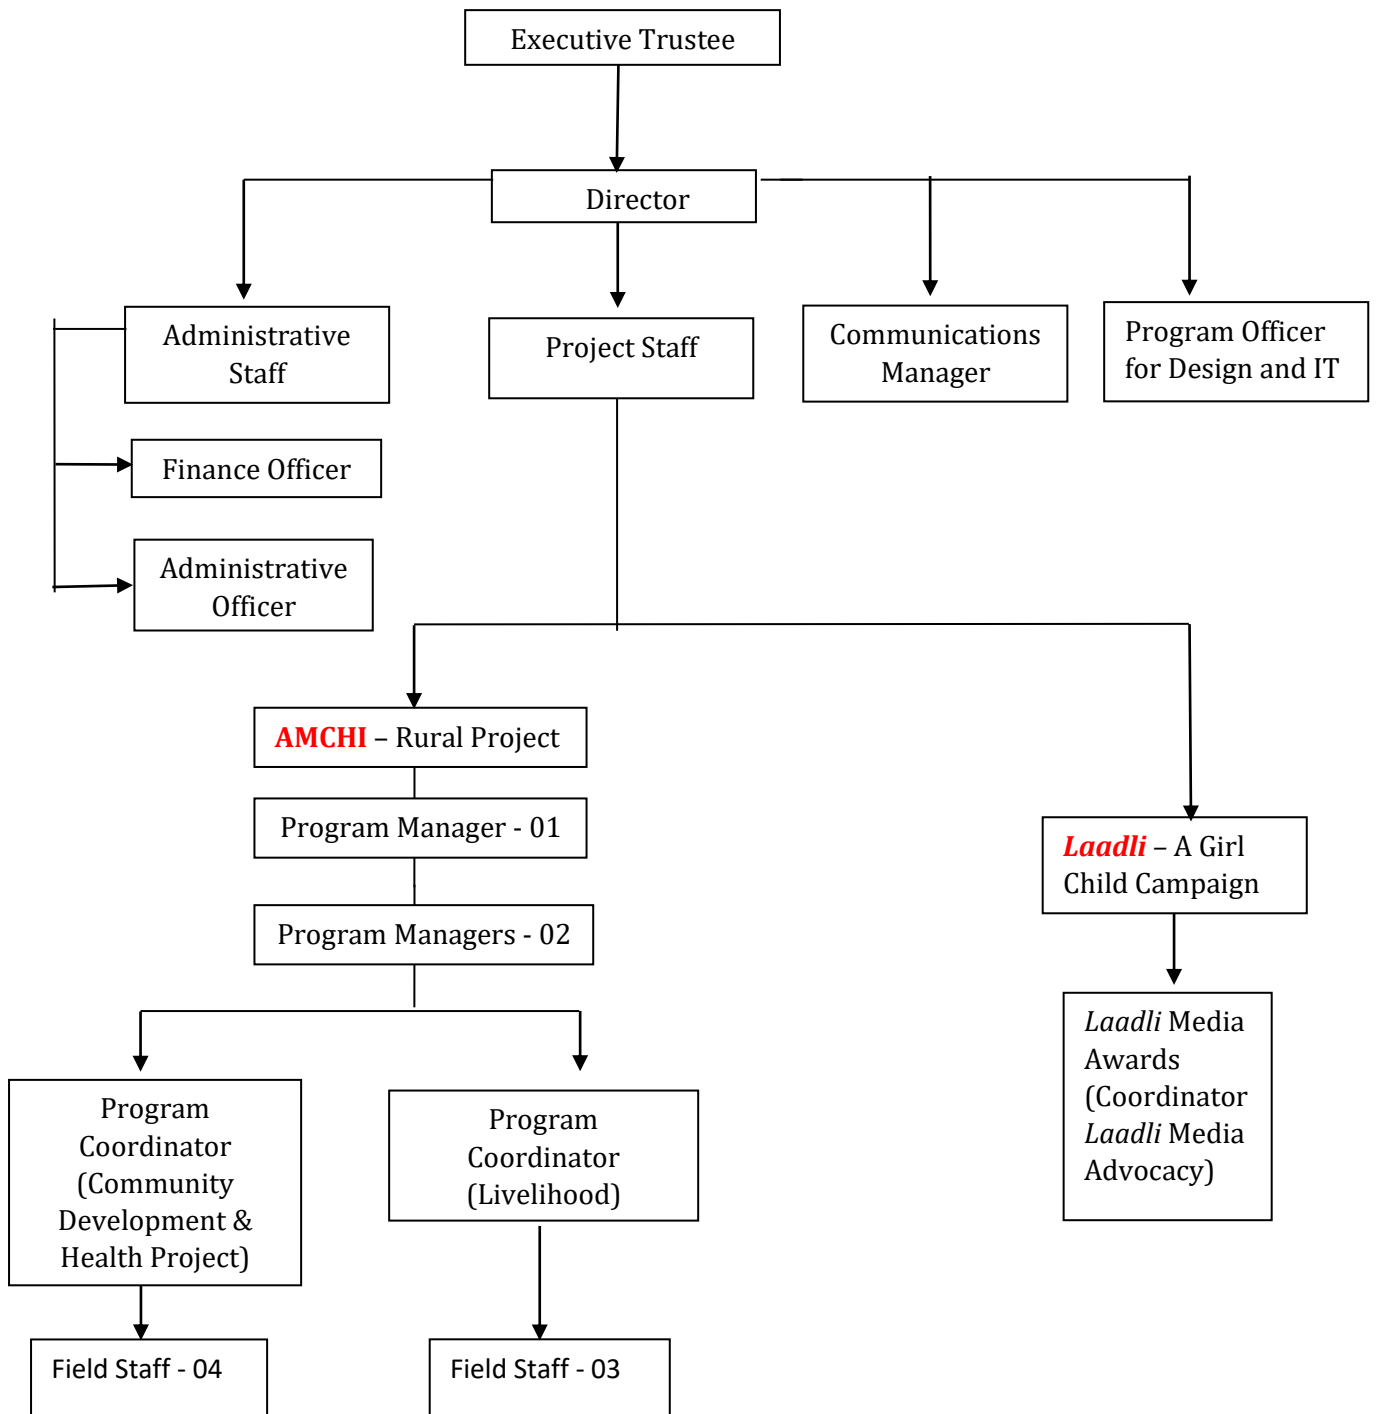 Executive Trustee
Director
Administrative
Staff
Project Staff
Communications
Manager
Program Officer
for Design and IT
Finance Officer
Administrative
Officer
AMCHI – Rural Project
Program Manager - 01
Program Managers - 02
Laadli – A Girl
Child Campaign
Program
Coordinator
(Community
Development &
Health Project)
Program
Coordinator
(Livelihood)
Laadli Media
Awards
(Coordinator
Laadli Media
Advocacy)
Field Staff - 04
Field Staff - 03